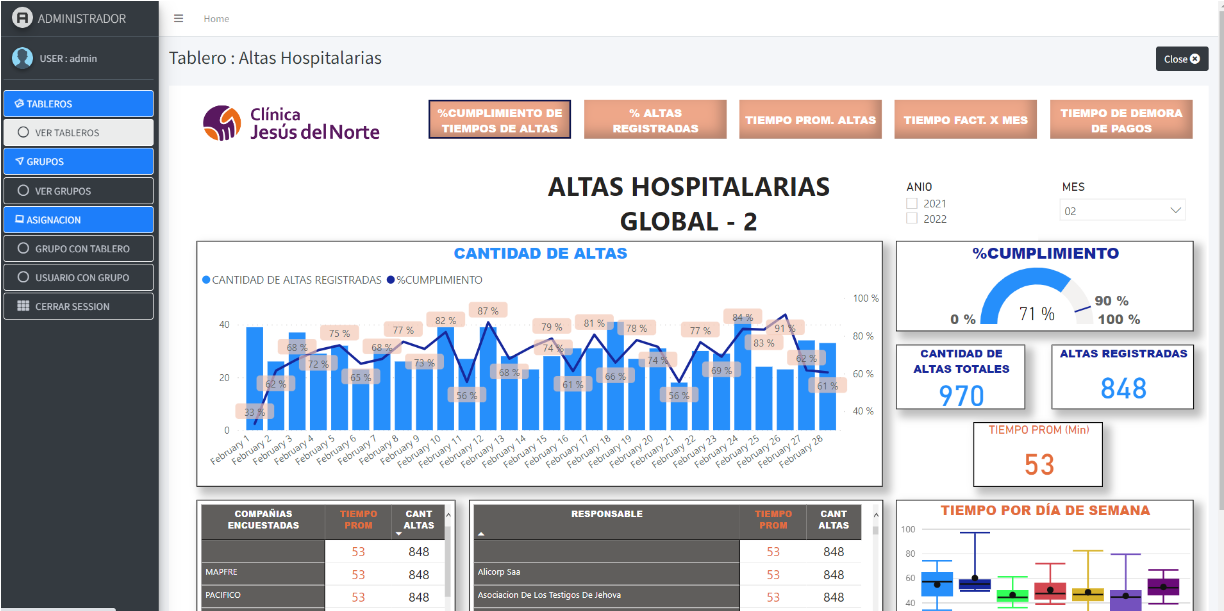 ADMINISTRADOR
USER : admin
TABLEROS
VER TABLEROS
GRUPOS
VER GRUPOS
ASIGNACION
GRUPO CON TABLERO
USUARIO CON GRUPO
CERRAR SESSION
Home
Tablero : Altas Hospitalarias
Close
Clínica
Jesús del Norte
%CUMPLIMIENTO DE
TIEMPOS DE ALTAS
% ALTAS
REGISTRADAS
TIEMPO PROM. ALTAS
TIEMPO FACT. X MES
TIEMPO DE DEMORA
DE PAGOS
ALTAS HOSPITALARIAS
GLOBAL - 2
ANIO
2021
2022
MES
02
CANTIDAD DE ALTAS
CANTIDAD DE ALTAS REGISTRADAS
%CUMPLIMIENTO
40
20
0
100 %
80 %
60 %
40 %
33 %
62 %
68 %
72 %
75 %
65 %
68 %
77 %
73 %
82 %
56 %
87 %
68 %
79 %
74 %
61 %
81 %
66 %
78 %
74 %
56 %
77 %
69 %
84 %
83 %
91 %
62 %
61 %
February 1
February 2
February 3
February 4
February 5
February 6
February 7
February 8
February 9
February 10
February 11
February 12
February 13
February 14
February 15
February 16
February 17
February 18
February 19
February 20
February 21
February 22
February 23
February 24
February 25
February 26
February 27
February 28
%CUMPLIMIENTO
0 %
71 %
90 %
100 %
CANTIDAD DE
ALTAS TOTALES
970
ALTAS REGISTRADAS
848
TIEMPO PROM (Min)
53
COMPAÑIAS
ENCUESTADAS
TIEMPO
PROM
CANT
ALTAS
53 848
MAPFRE 53 848
PACIFICO 53 848
RESPONSABLE
TIEMPO
PROM
CANT
ALTAS
53 848
Alicorp Saa 53 848
Asociacion De Los Testigos De Jehova 53 848
TIEMPO POR DÍA DE SEMANA
100
80
60
40